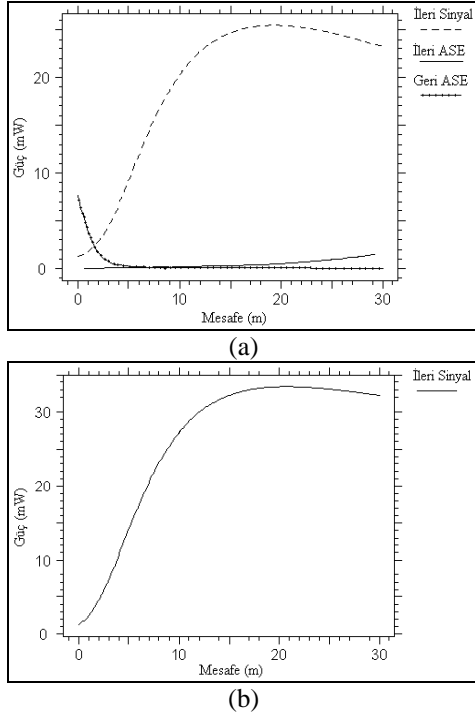 İleri Sinyal
İleri ASE
Geri ASE
Güç (mW)
20
10
0
0 10 20 30
Mesafe (m)
(a)
İleri Sinyal
Güç (mW)
30
20
10
0
0 10 20 30
Mesafe (m)
(b)